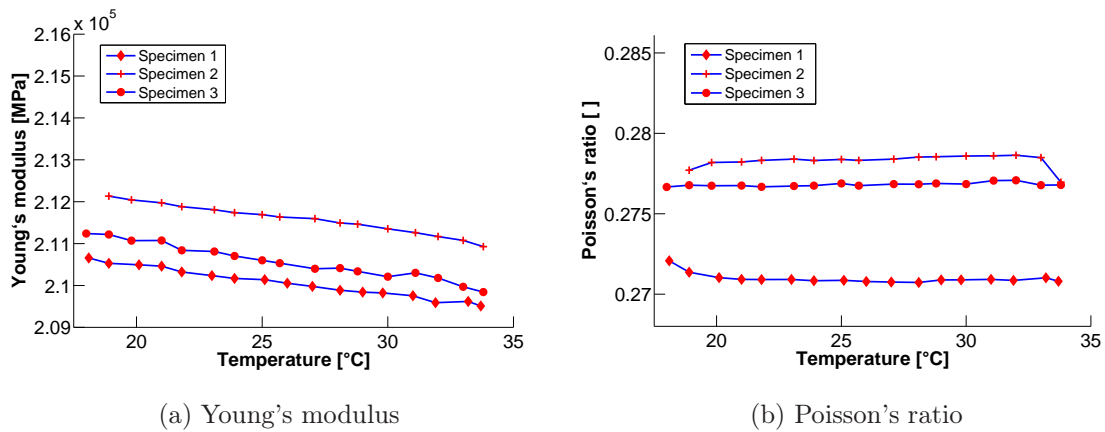 x 10⁵
2.16
2.15
2.14
2.13
2.12
2.11
2.1
2.09
20
25
30
35
Young‘s modulus [MPa]
Temperature [°C]
Specimen 1
Specimen 2
Specimen 3
(a) Young’s modulus
0.285
0.28
0.275
0.27
20
25
30
35
Poisson‘s ratio [ ]
Temperature [°C]
Specimen 1
Specimen 2
Specimen 3
(b) Poisson’s ratio